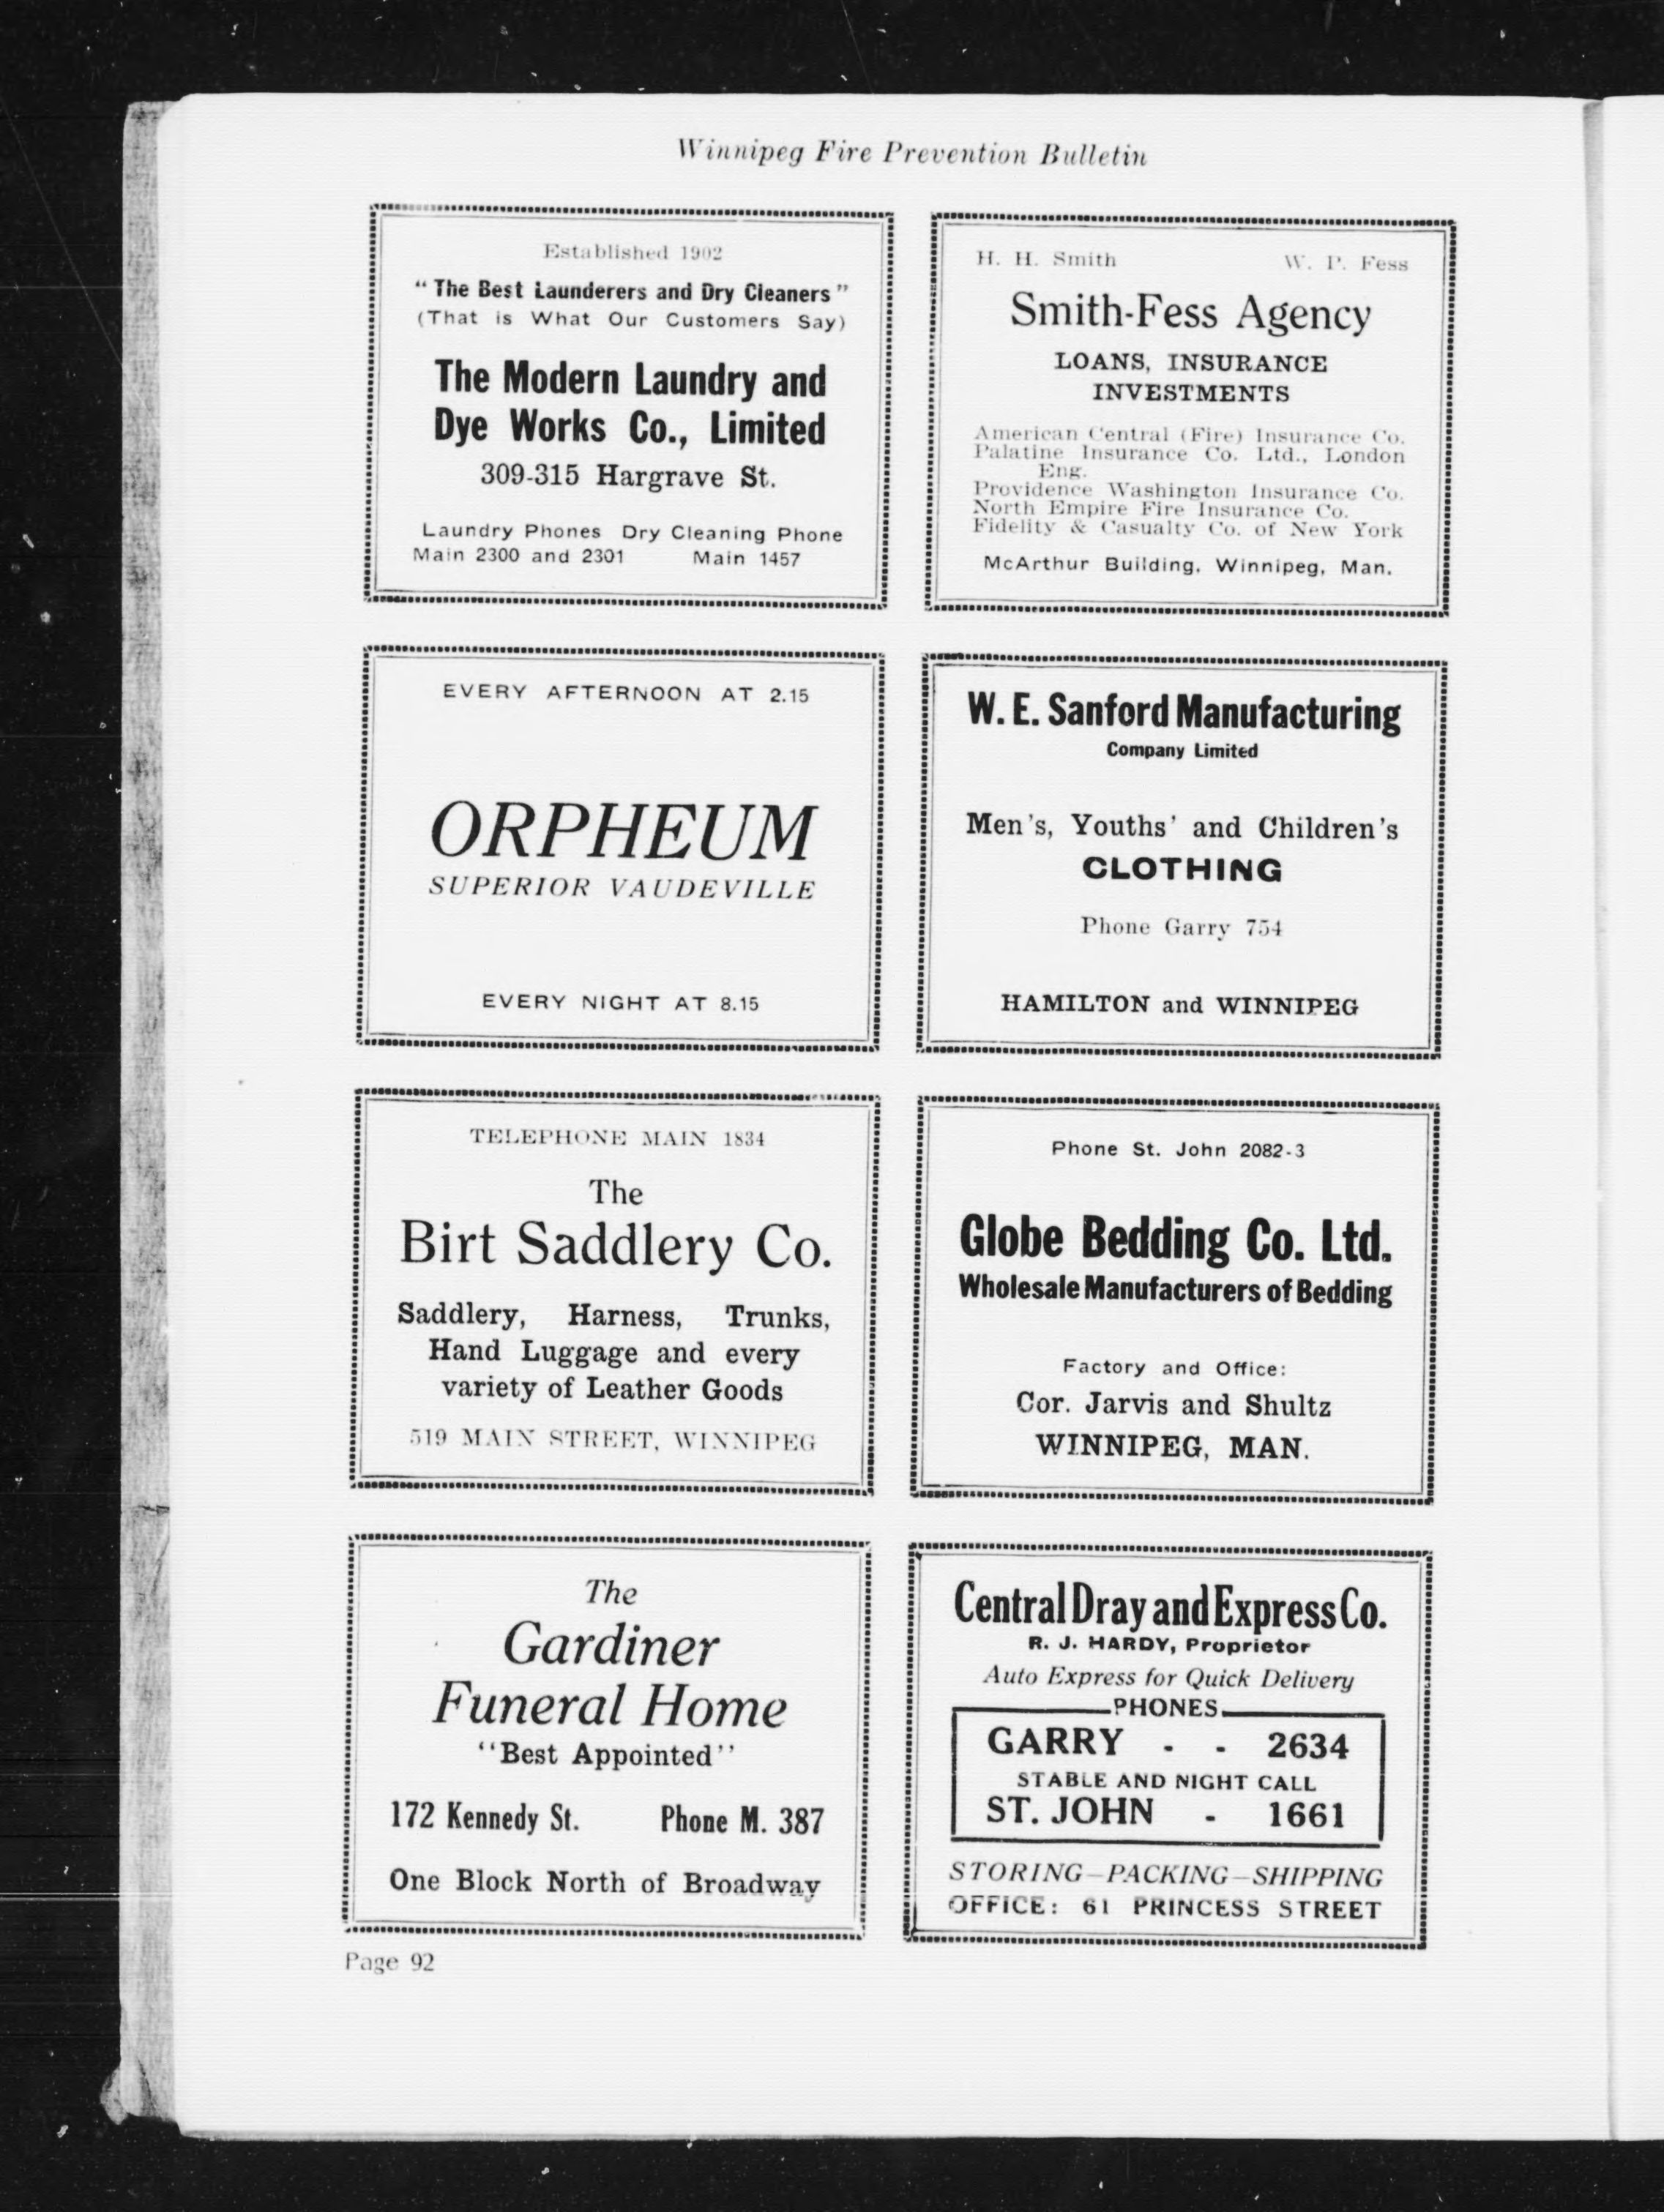 Winnipeg Fire Prevention Bulletin
Established 1902
“The Best Launderers and Dry Cleaners”
(That is What Our Customers Say)
The Modern Laundry and
Dye Works Co., Limited
309-315 Hargrave St.
Laundry Phones Dry Cleaning Phone
Main 2300 and 2301 Main 1457
H. H. Smith W. P. Fess
Smith-Fess Agency
LOANS, INSURANCE
INVESTMENTS
American Central (Fire) Insurance Co.
Palatine Insurance Co. Ltd., London
Eng.
Providence Washington Insurance Co.
North Empire Fire Insurance Co.
Fidelity & Casualty Co. of New York
McArthur Building, Winnipeg, Man.
EVERY AFTERNOON AT 2.15
ORPHEUM
SUPERIOR VAUDEVILLE
EVERY NIGHT AT 8.15
W. E. Sanford Manufacturing
Company Limited
Men's, Youths' and Children's
CLOTHING
Phone Garry 754
HAMILTON and WINNIPEG
TELEPHONE MAIN 1834
The
Birt Saddlery Co.
Saddlery, Harness, Trunks,
Hand Luggage and every
variety of Leather Goods
519 MAIN STREET, WINNIPEG
Phone St. John 2082-3
Globe Bedding Co. Ltd.
Wholesale Manufacturers of Bedding
Factory and Office:
Cor. Jarvis and Shultz
WINNIPEG, MAN.
The
Gardiner
Funeral Home
''Best Appointed''
172 Kennedy St. Phone M. 387
One Block North of Broadway
Central Dray and Express Co.
R. J. HARDY, Proprietor
Auto Express for Quick Delivery
PHONES
GARRY - - 2634
STABLE AND NIGHT CALL
ST. JOHN - 1661
STORING—PACKING—SHIPPING
OFFICE: 61 PRINCESS STREET
Page 92